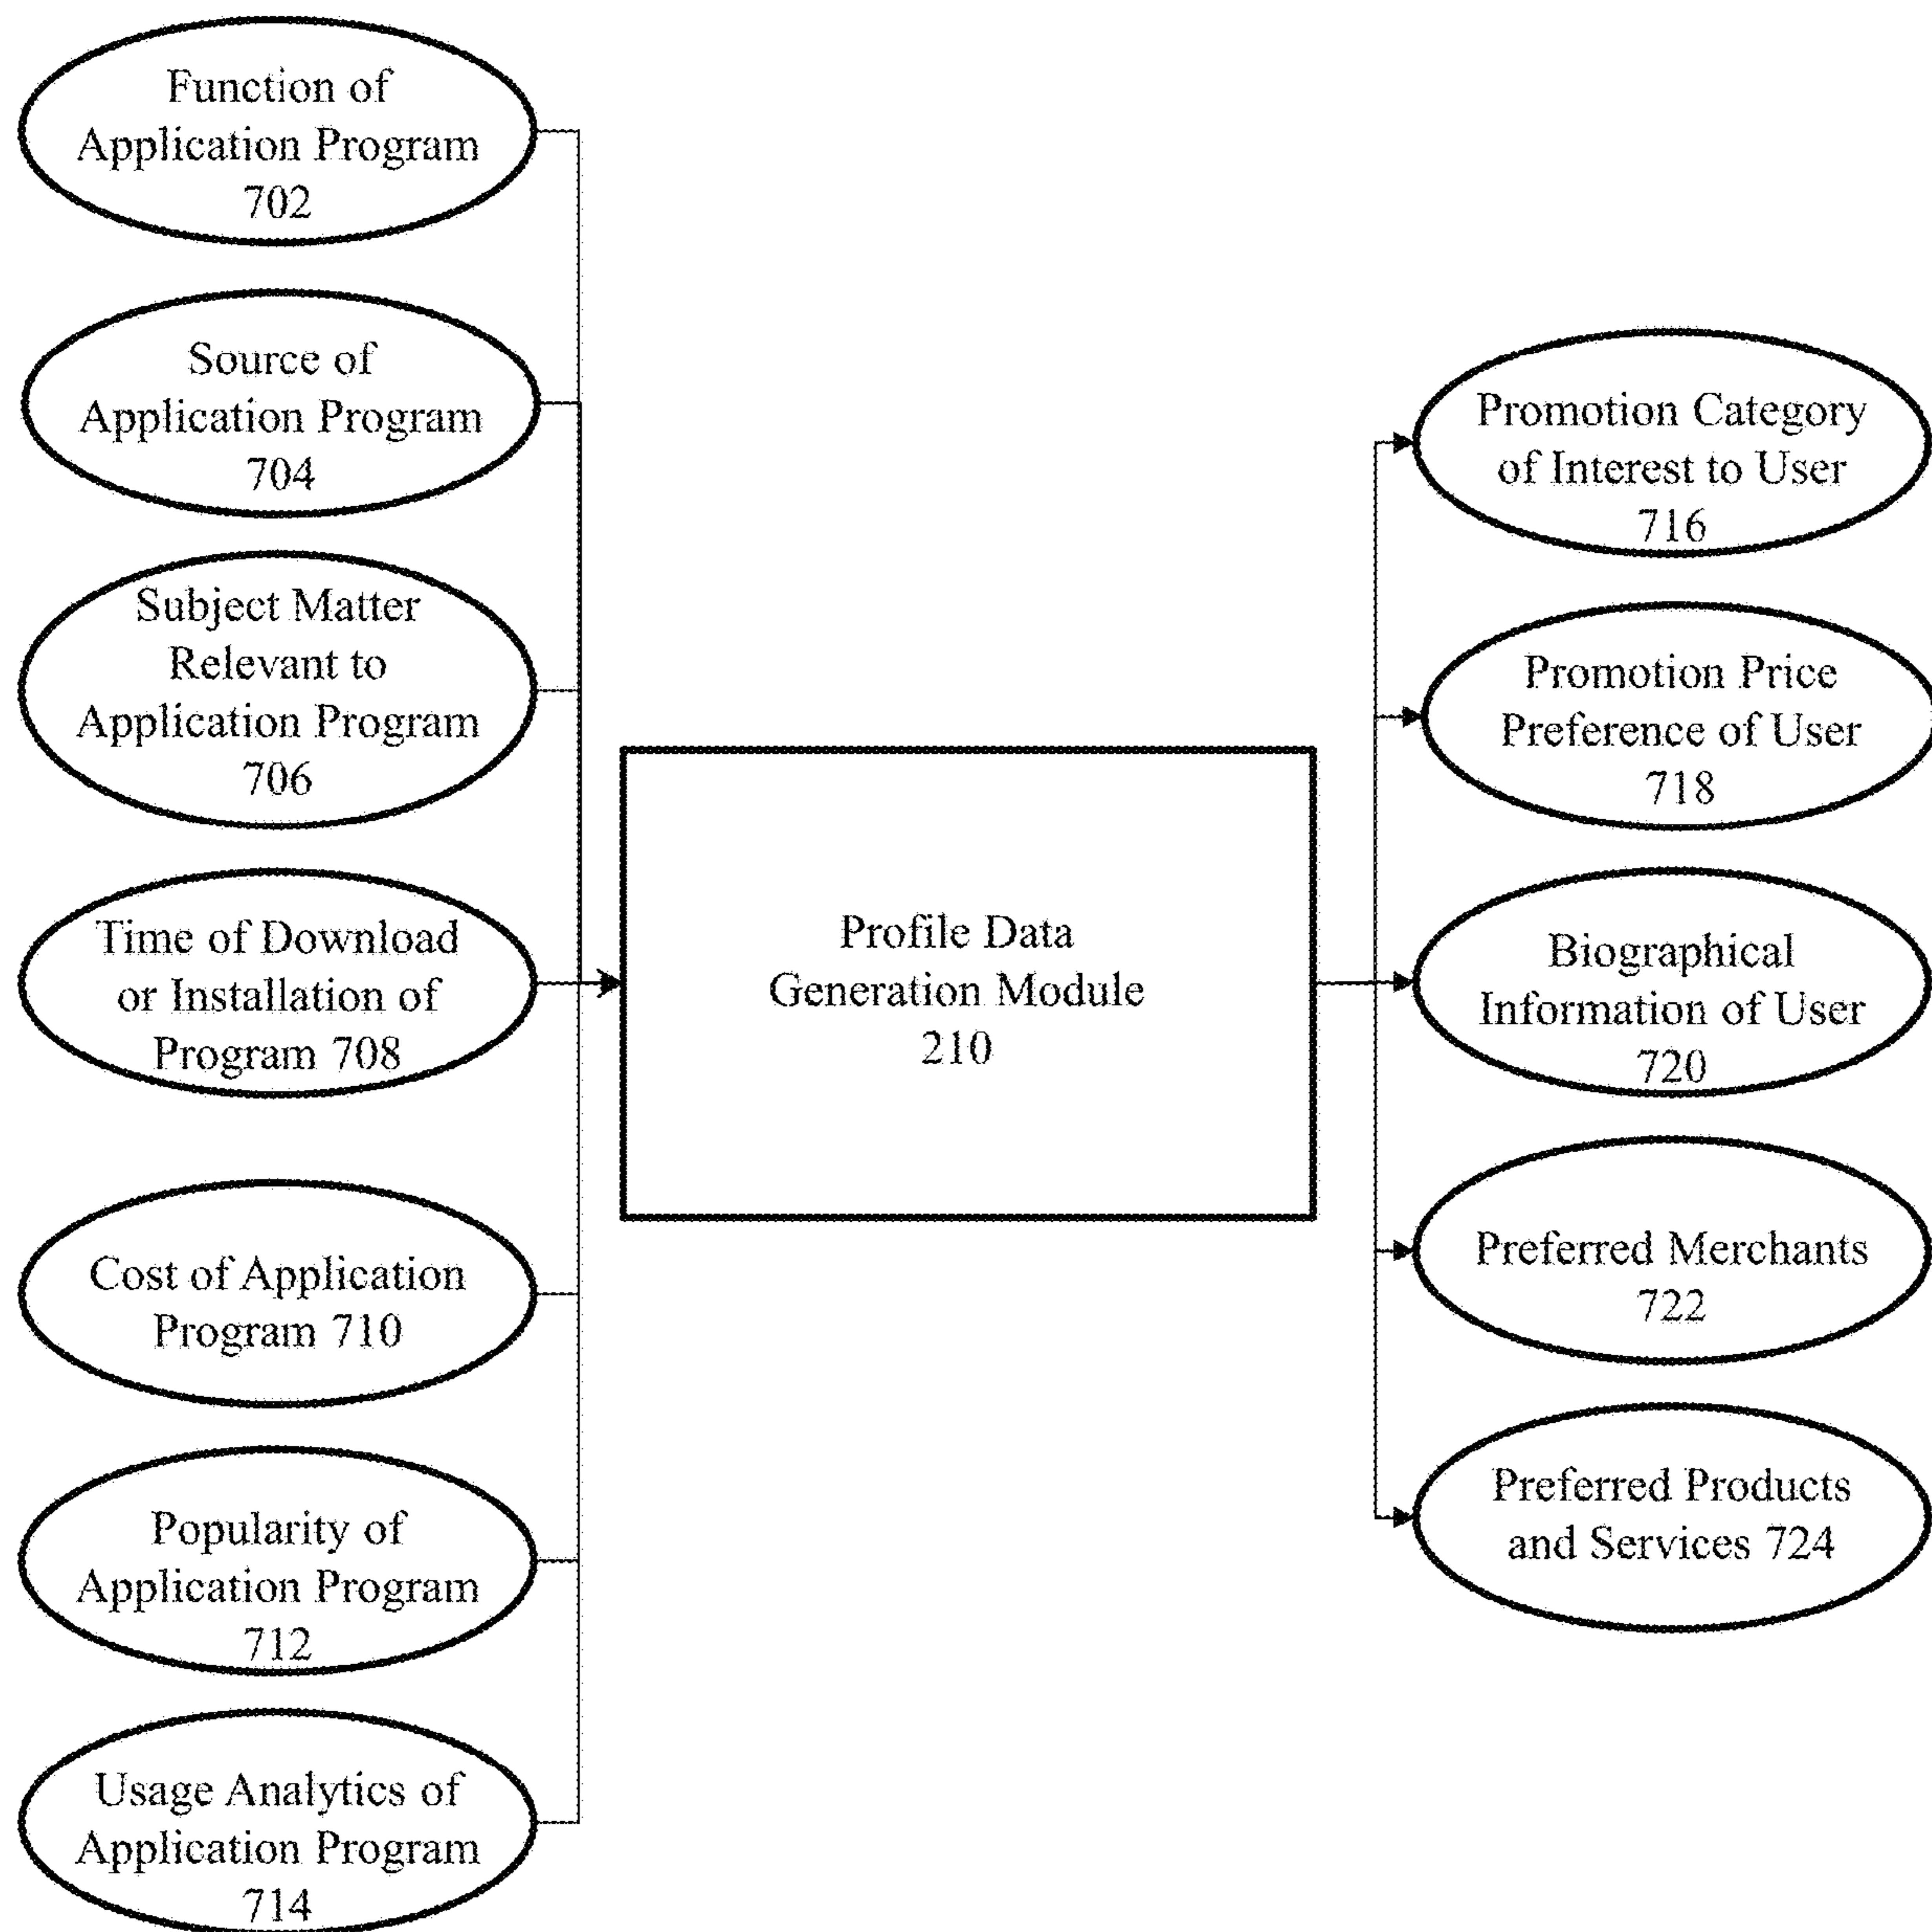 Function of
Application Program
702
Source of
Application Program
704
Subject Matter
Relevant to
Application Program
706
Time of Download
or Installation of
Program 708
Cost of Application
Program 710
Popularity of
Application Program
712
Usage Analytics of
Application Program
714
Profile Data
Generation Module
210
Promotion Category
of Interest to User
716
Promotion Price
Preference of User
718
Biographical
Information of User
720
Preferred Merchants
722
Preferred Products
and Services 724